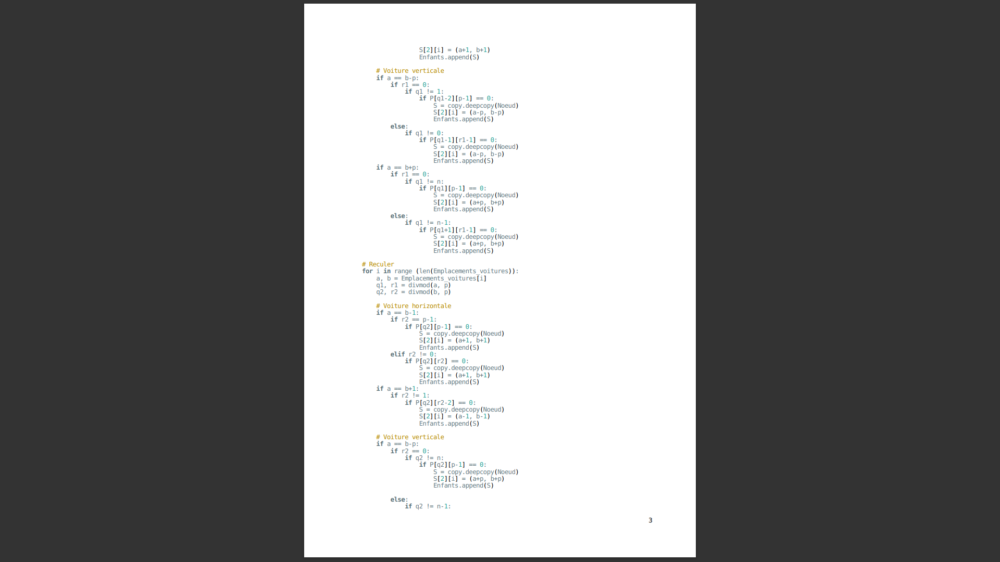 S[2][i] = (a+1, b+1)
Enfants.append(S)
# Voiture verticale
if a == b-p:
if r1 == 0:
if q1 != 1:
if P[q1-2][p-1] == 0:
S = copy.deepcopy(Noeud)
S[2][i] = (a-p, b-p)
Enfants.append(S)
else:
if q1 != 0:
if P[q1-1][r1-1] == 0:
S = copy.deepcopy(Noeud)
S[2][i] = (a-p, b-p)
Enfants.append(S)
if a == b+p:
if r1 == 0:
if q1 != n:
if P[q1][p-1] == 0:
S = copy.deepcopy(Noeud)
S[2][i] = (a+p, b+p)
Enfants.append(S)
else:
if q1 != n-1:
if P[q1+1][r1-1] == 0:
S = copy.deepcopy(Noeud)
S[2][i] = (a+p, b+p)
Enfants.append(S)
# Reculer
for i in range (len(Emplacements_voitures)):
a, b = Emplacements_voitures[i]
q1, r1 = divmod(a, p)
q2, r2 = divmod(b, p)
# Voiture horizontale
if a == b-1:
if r2 == p-1:
if P[q2][p-1] == 0:
S = copy.deepcopy(Noeud)
S[2][i] = (a+1, b+1)
Enfants.append(S)
elif r2 != 0:
if P[q2][r2] == 0:
S = copy.deepcopy(Noeud)
S[2][i] = (a+1, b+1)
Enfants.append(S)
if a == b+1:
if r2 != 1:
if P[q2][r2-2] == 0:
S = copy.deepcopy(Noeud)
S[2][i] = (a-1, b-1)
Enfants.append(S)
# Voiture verticale
if a == b-p:
if r2 == 0:
if q2 != n:
if P[q2][p-1] == 0:
S = copy.deepcopy(Noeud)
S[2][i] = (a+p, b+p)
Enfants.append(S)
else:
if q2 != n-1:
3